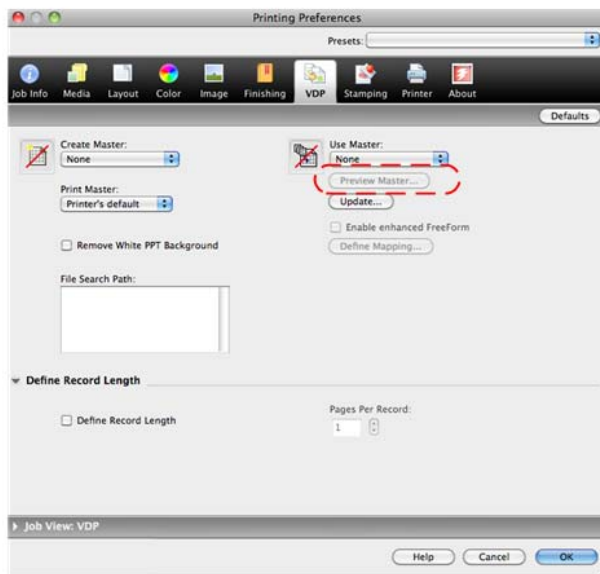 Printing Preferences
Presets:
Job Info Media Layout Color Image Finishing VDP Stamping Printer About
Defaults
Create Master:
None
Use Master:
None
Preview Master...
Print Master:
Printer's default
Update...
Enable enhanced FreeForm
Remove White PPT Background
Define Mapping...
File Search Path:
Define Record Length
Define Record Length
Pages Per Record:
1
Job View: VDP
Help Cancel OK